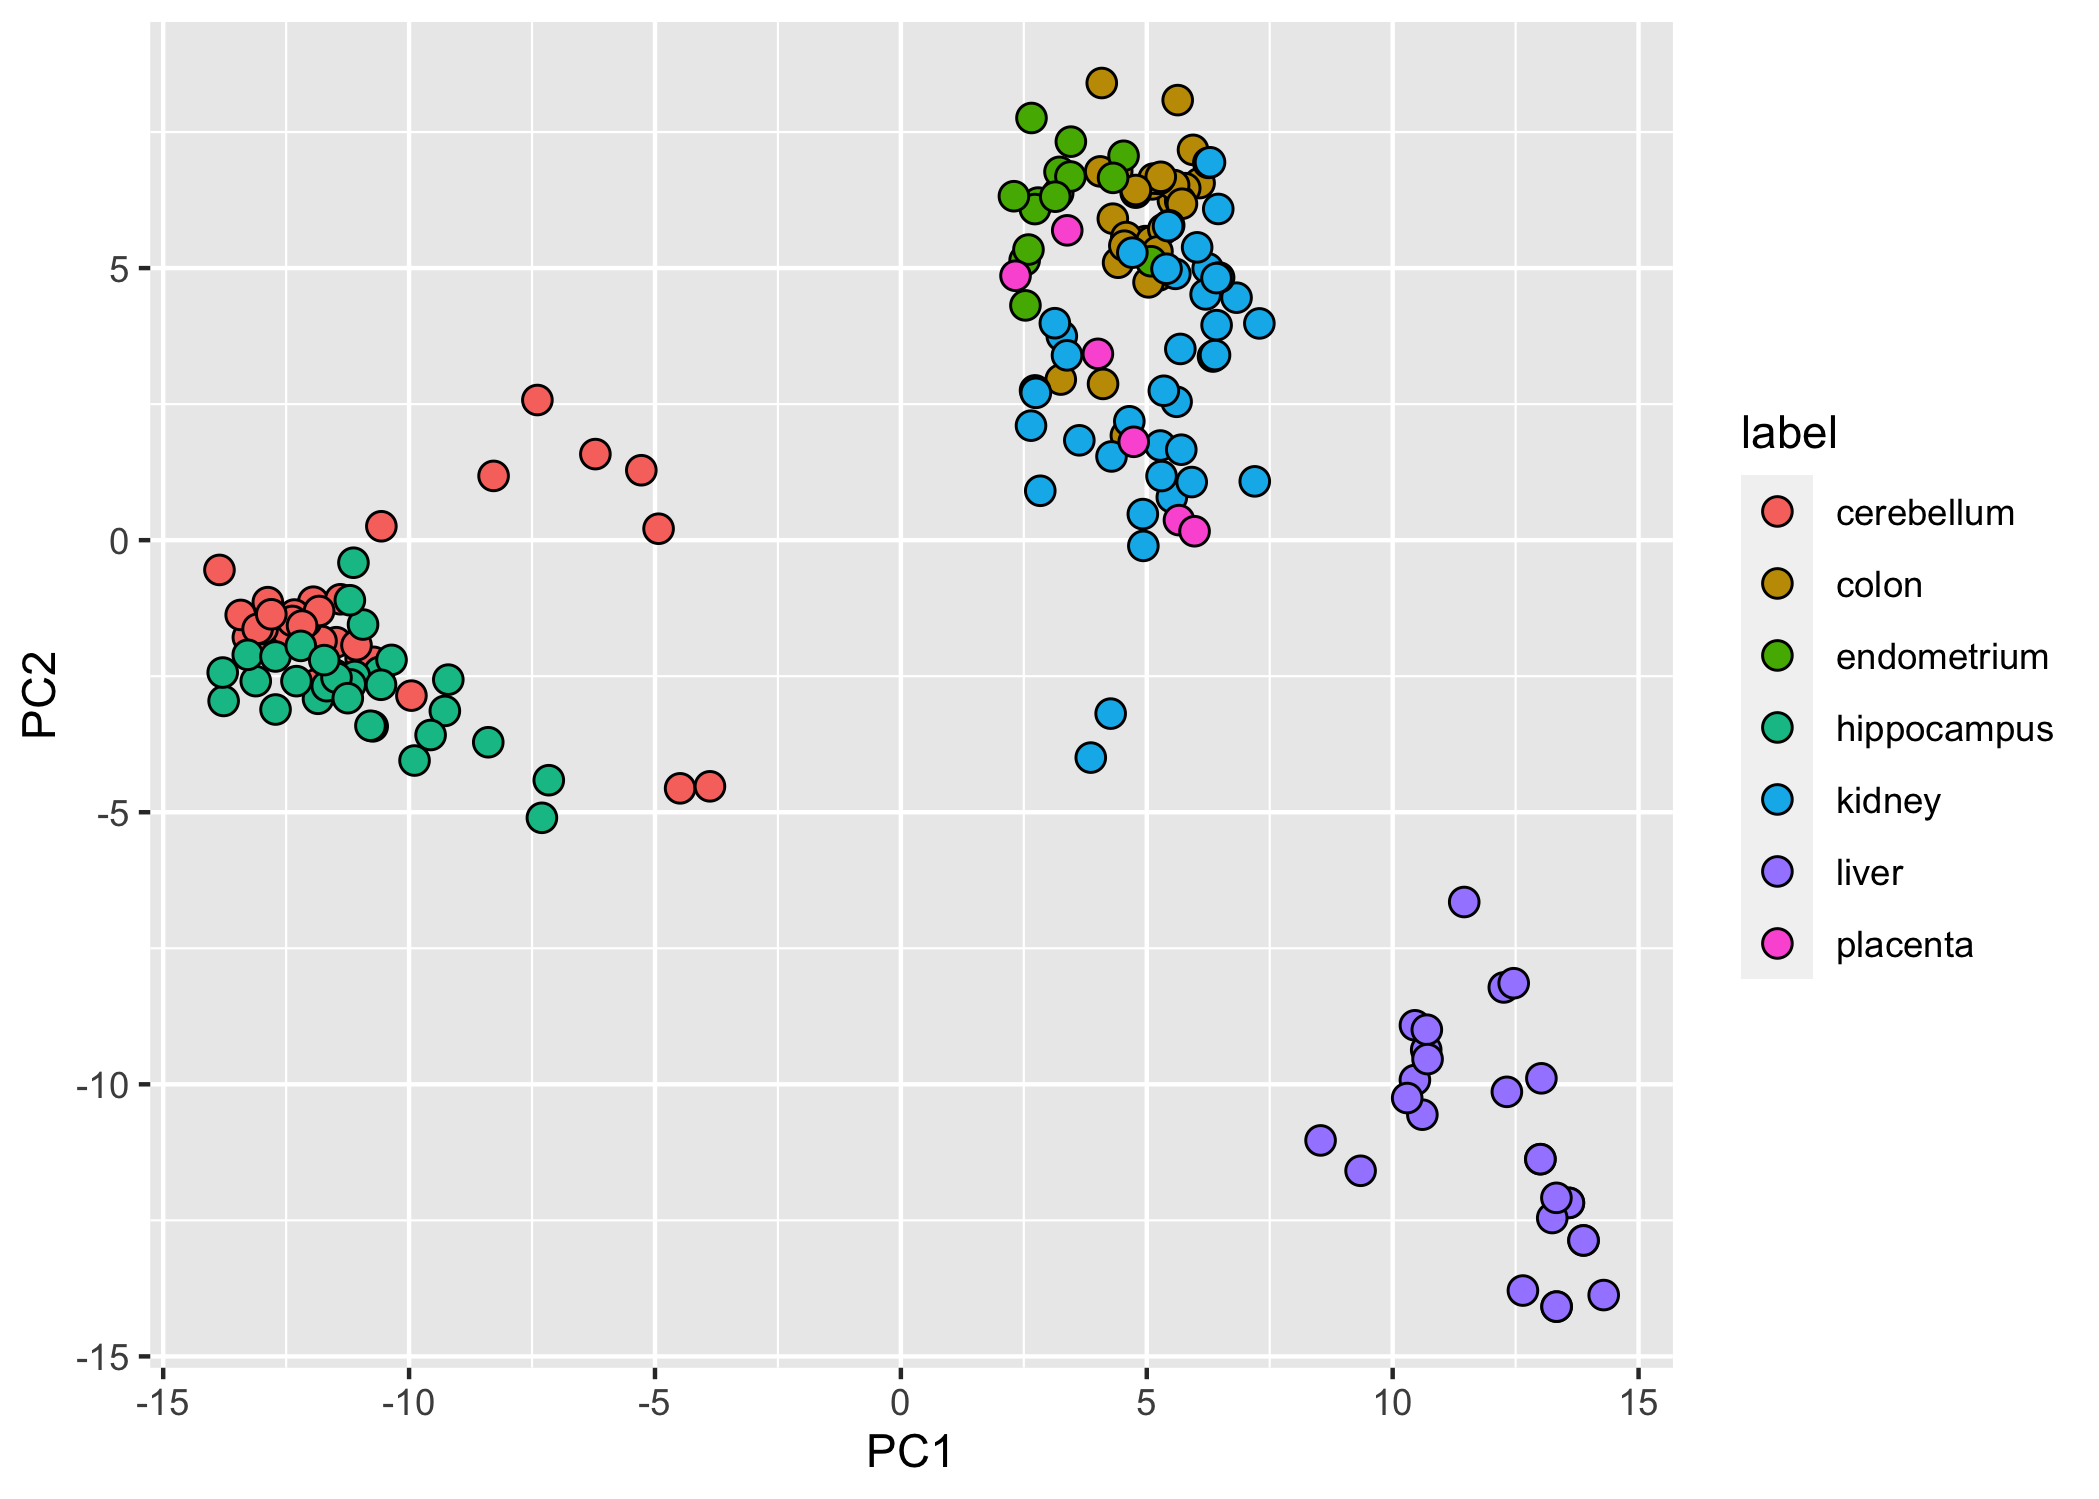 5
0
-5
-10
-15
-15 -10 -5 0 5 10 15
PC1
PC2
label
cerebellum
colon
endometrium
hippocampus
kidney
liver
placenta